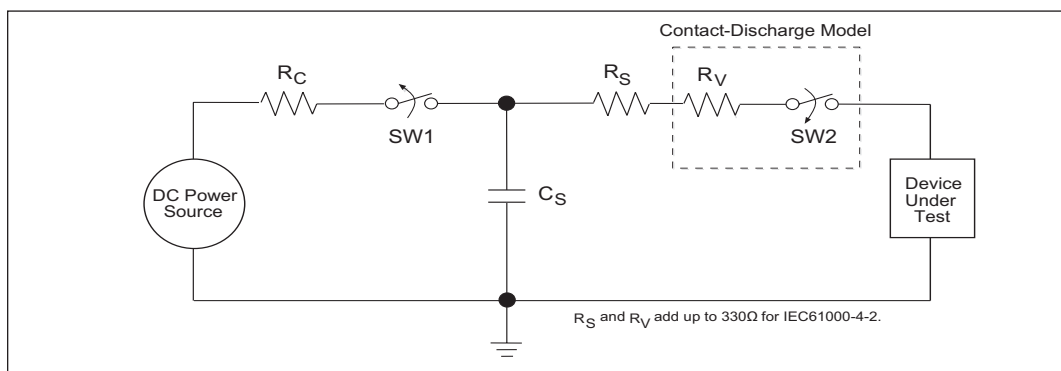 Contact-Discharge Model
RC
RS
RV
SW1
SW2
DC Power
Source
CS
Device
Under
Test
RS and RV add up to 330Ω for IEC61000-4-2.